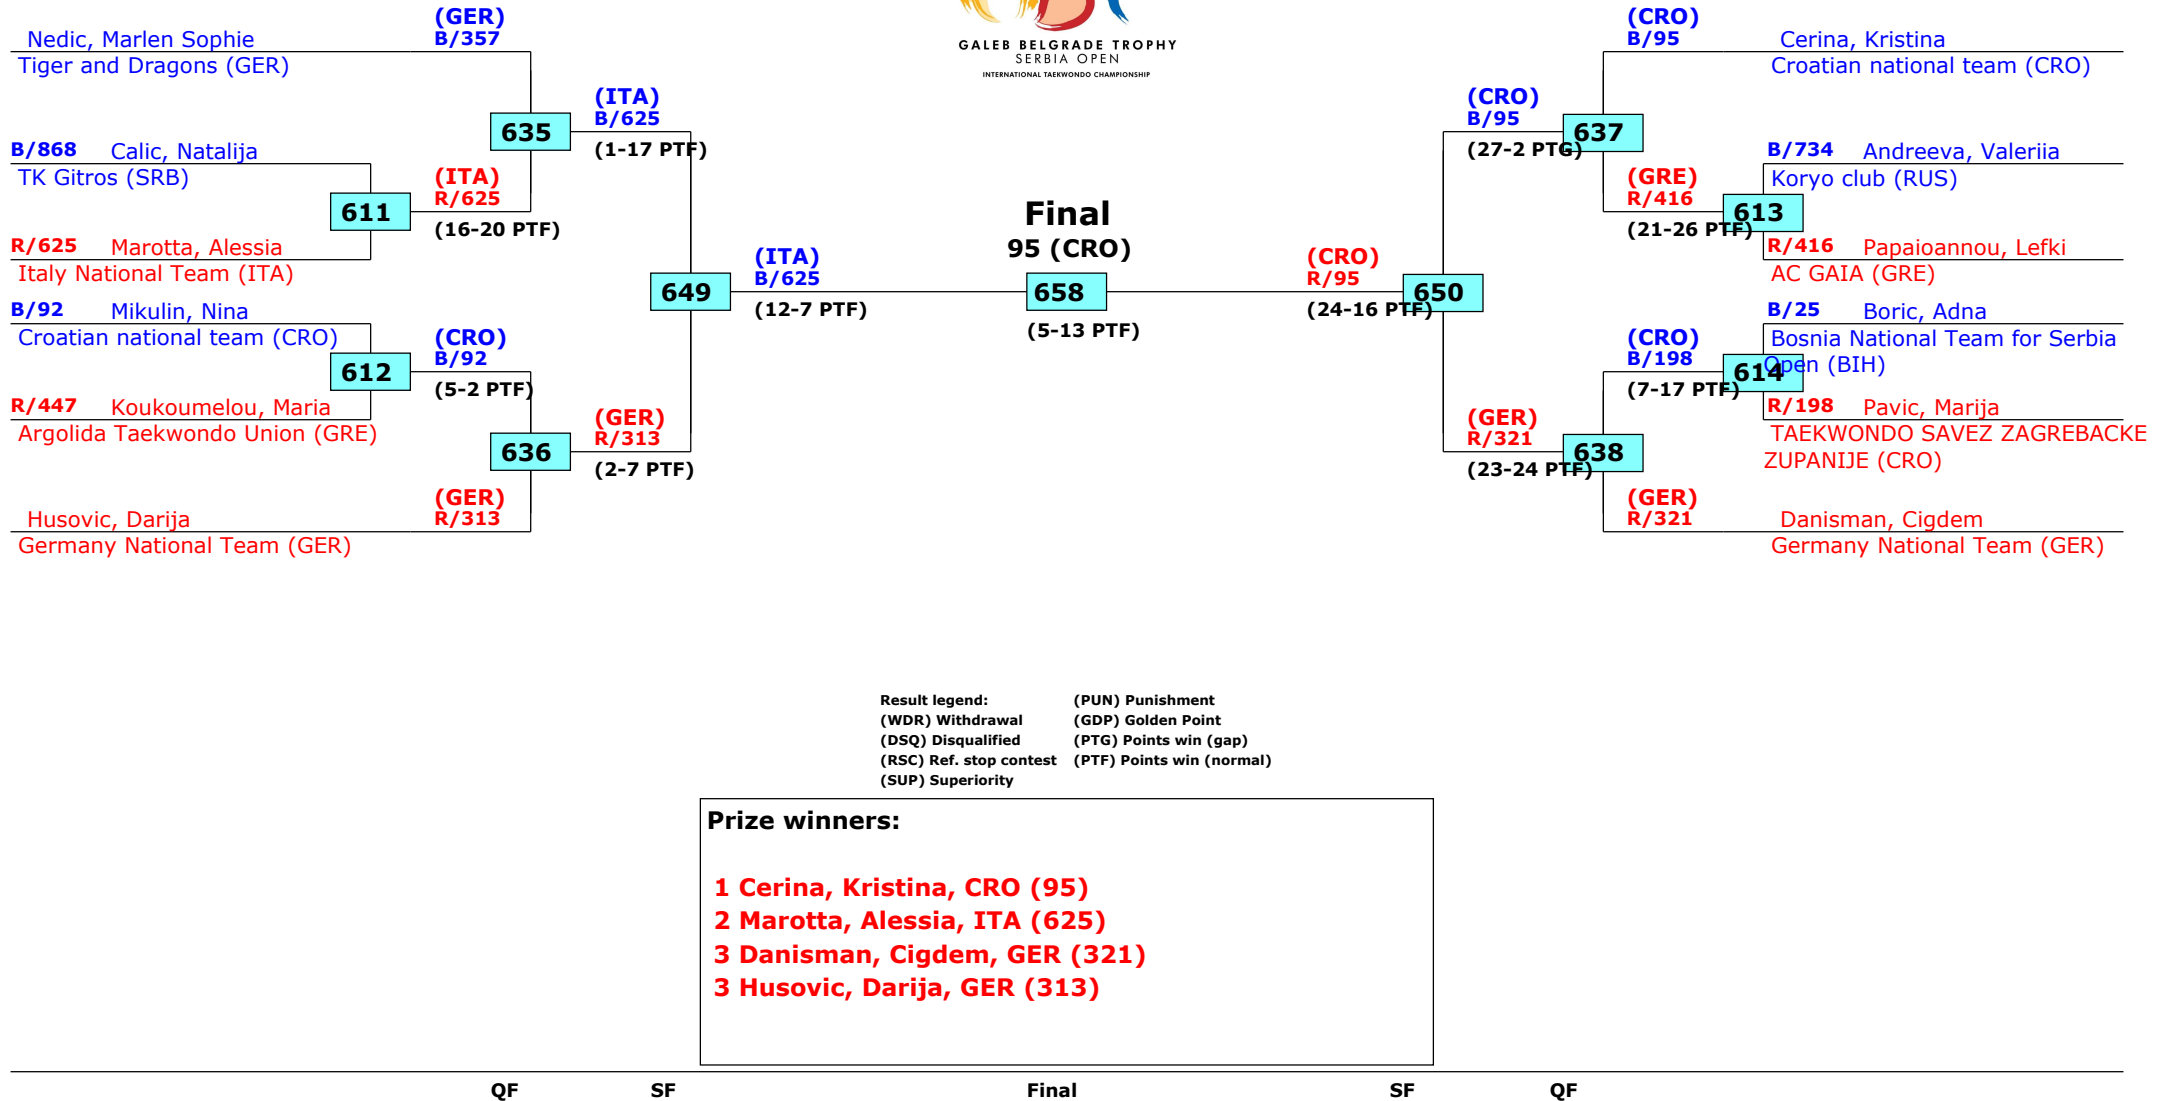 GALEB BELGRADE TROPHY
SERBIA OPEN
INTERNATIONAL TAEKWONDO CHAMPIONSHIP
Nedic, Marlen Sophie
Tiger and Dragons (GER)
(GER)
B/357
B/868 Calic, Natalija
TK Gitros (SRB)
611
R/625 Marotta, Alessia
Italy National Team (ITA)
(ITA)
R/625
(16-20 PTF)
635
(ITA)
B/625
(1-17 PTF)
B/92 Mikulin, Nina
Croatian national team (CRO)
612
R/447 Koukoumelou, Maria
Argolida Taekwondo Union (GRE)
(CRO)
B/92
(5-2 PTF)
636
Husovic, Darija
Germany National Team (GER)
(GER)
R/313
(GER)
R/313
(2-7 PTF)
649
(ITA)
B/625
(12-7 PTF)
Final
95 (CRO)
658
(5-13 PTF)
(CRO)
R/95
(24-16 PTF)
650
(CRO)
B/95
(27-2 PTG)
637
(CRO)
B/95
Cerina, Kristina
Croatian national team (CRO)
(GRE)
R/416
(21-26 PTF)
613
B/734 Andreeva, Valeriia
Koryo club (RUS)
R/416 Papaioannou, Lefki
AC GAIA (GRE)
(GER)
R/321
(23-24 PTF)
638
(CRO)
B/198
(7-17 PTF)
614
B/25 Boric, Adna
Bosnia National Team for Serbia
Open (BIH)
R/198 Pavic, Marija
TAEKWONDO SAVEZ ZAGREBACKE
ZUPANIJE (CRO)
(GER)
R/321
Danisman, Cigdem
Germany National Team (GER)
Result legend: (PUN) Punishment
(WDR) Withdrawal (GDP) Golden Point
(DSQ) Disqualified (PTG) Points win (gap)
(RSC) Ref. stop contest (PTF) Points win (normal)
(SUP) Superiority
Prize winners:
1 Cerina, Kristina, CRO (95)
2 Marotta, Alessia, ITA (625)
3 Danisman, Cigdem, GER (321)
3 Husovic, Darija, GER (313)
QF SF Final SF QF